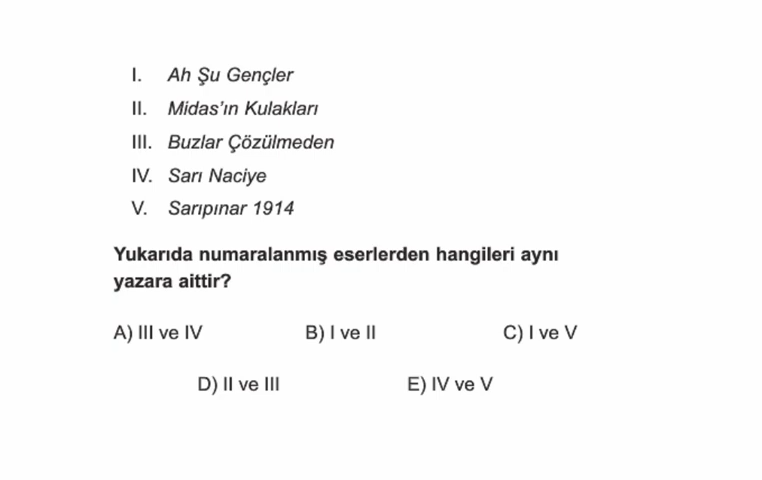 I. Ah Şu Gençler
II. Midas'ın Kulakları
III. Buzlar Çözülmeden
IV. Sarı Naciye
V. Sarıpınar 1914
Yukarıda numaralanmış eserlerden hangileri aynı
yazara aittir?
A) III ve IV B) I ve II C) I ve V
D) II ve III E) IV ve V